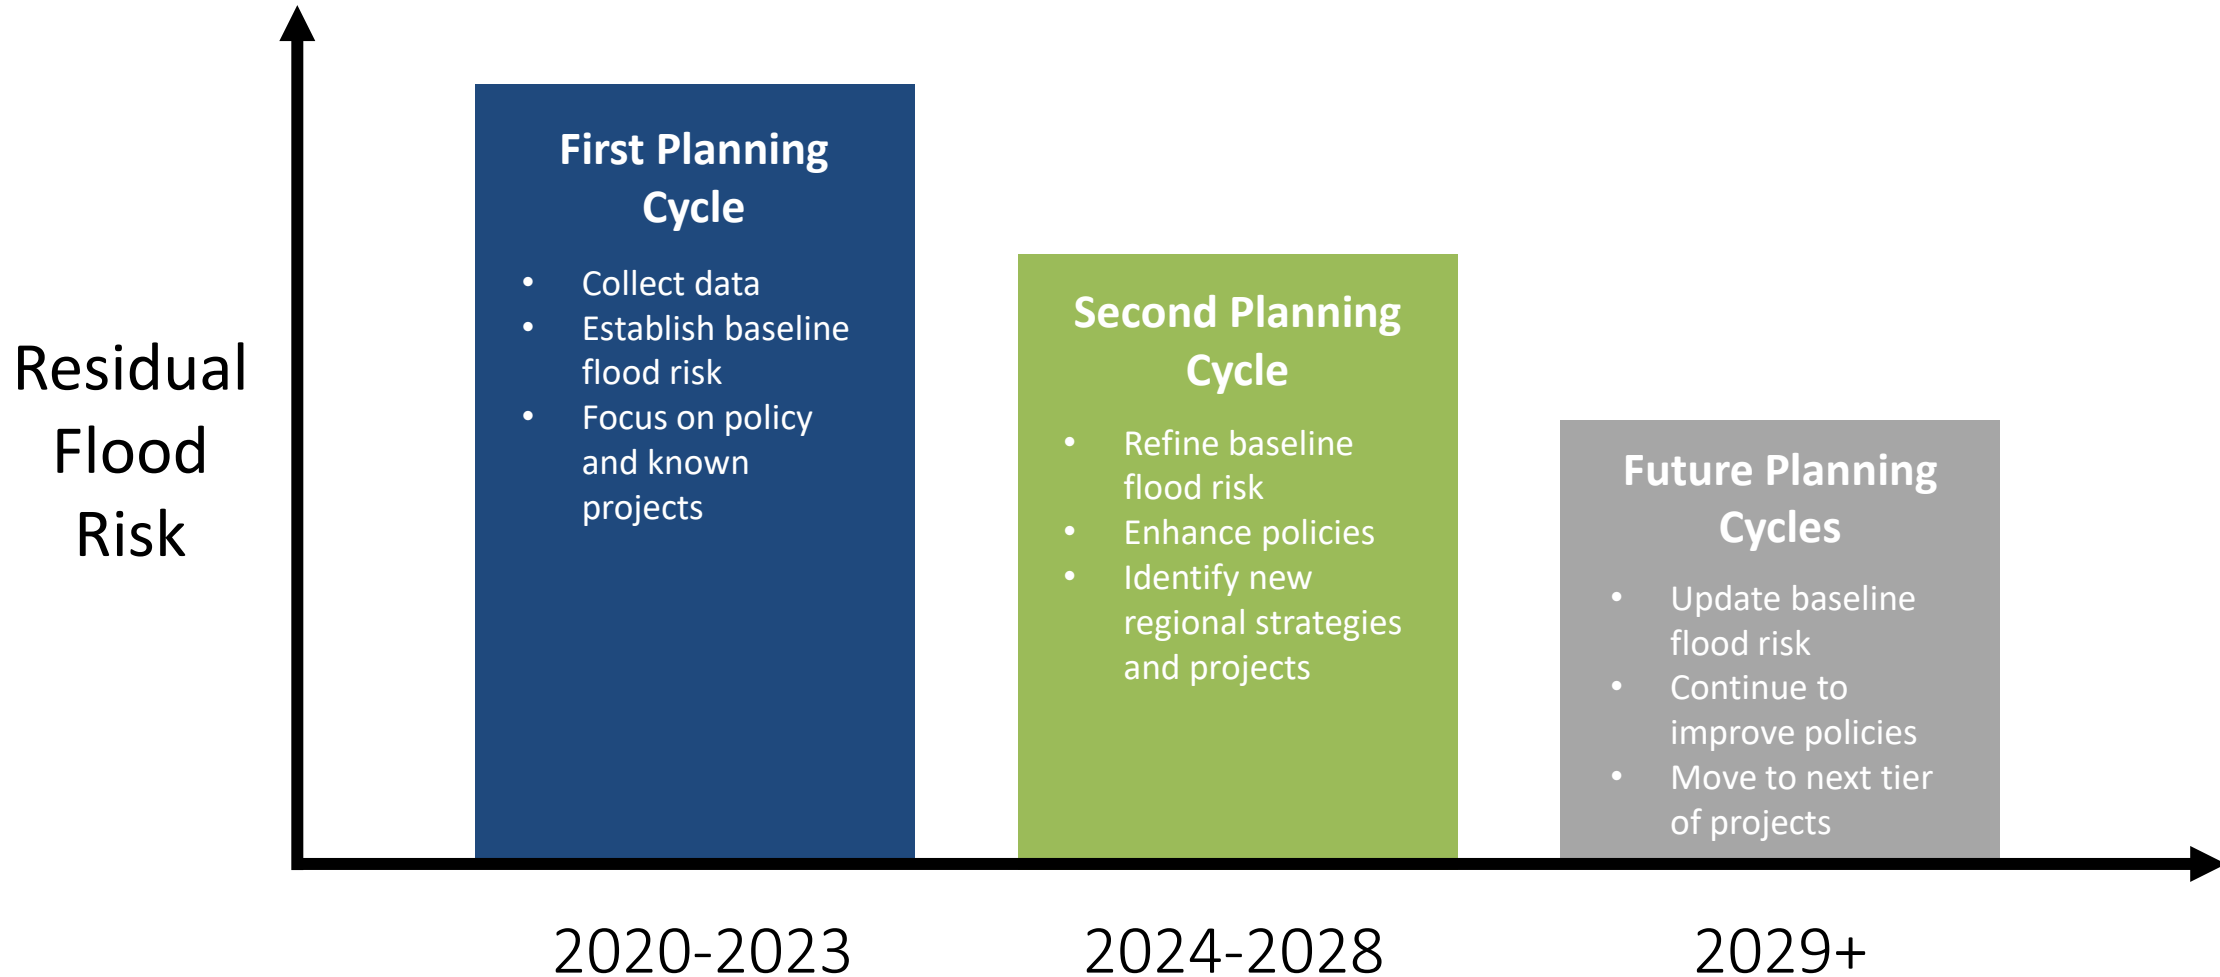 Residual
Flood
Risk
First Planning
Cycle
• Collect data
• Establish baseline
flood risk
• Focus on policy
and known
projects
Second Planning
Cycle
• Refine baseline
flood risk
• Enhance policies
• Identify new
regional strategies
and projects
Future Planning
Cycles
• Update baseline
flood risk
• Continue to
improve policies
• Move to next tier
of projects
2020-2023
2024-2028
2029+